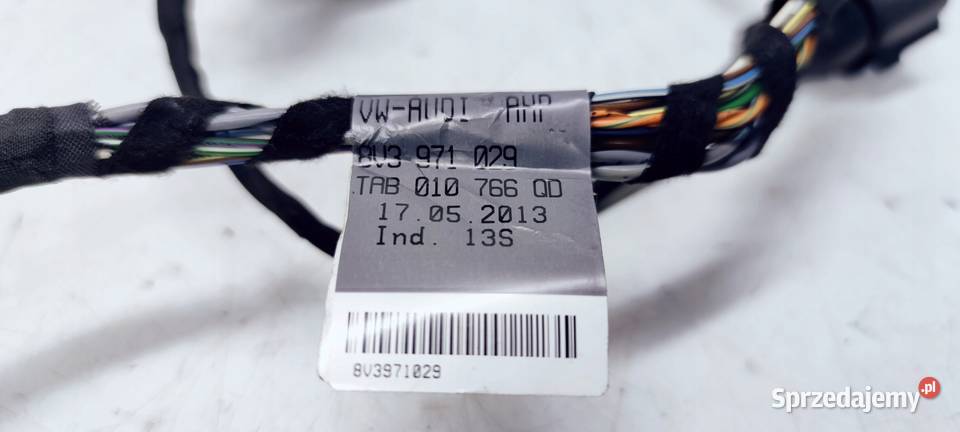 VW-AUDI AHP
8V3 971 029
TAB 010 766 QD
17.05.2013
Ind. 13S
8V3971029
Sprzedajemy.pl